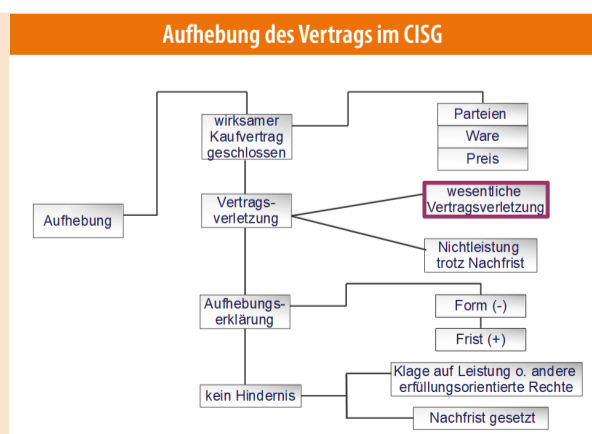 Aufhebung des Vertrags im CISG
wirksamer
Kaufvertrag
geschlossen
Parteien
Ware
Preis
Aufhebung
Vertrags-
verletzung
wesentliche
Vertragsverletzung
Nichtleistung
trotz Nachfrist
Aufhebungs-
erklärung
Form (-)
Frist (+)
kein Hindernis
Klage auf Leistung o. andere
erfüllungsorientierte Rechte
Nachfrist gesetzt